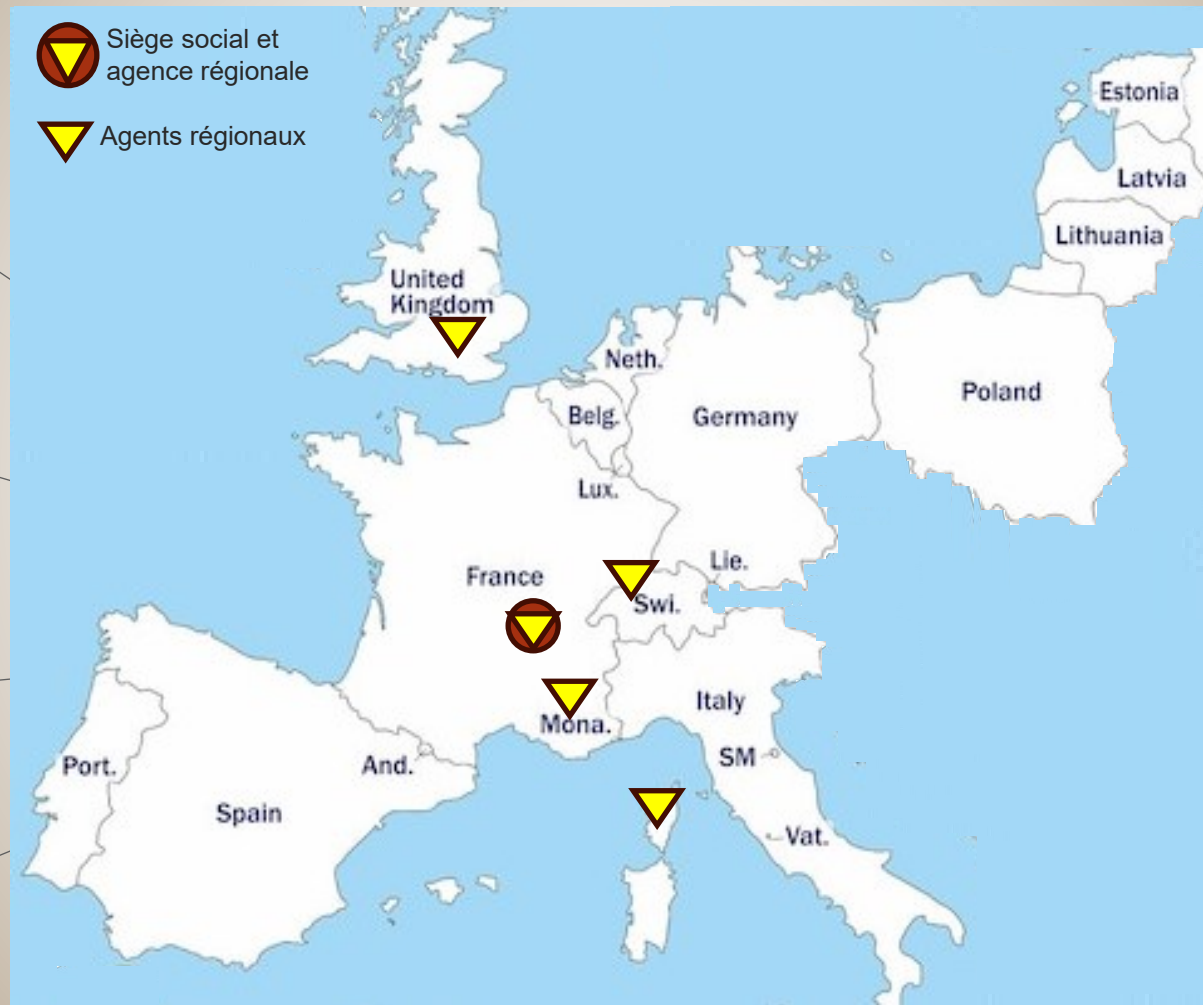 Siège social et
agence régionale
Agents régionaux
Estonia
Latvia
Lithuania
United
Kingdom
Neth.
Poland
Belg.
Germany
Lux.
Lie.
France
Swi.
Italy
Mona.
SM
Port.
And.
Spain
Vat.